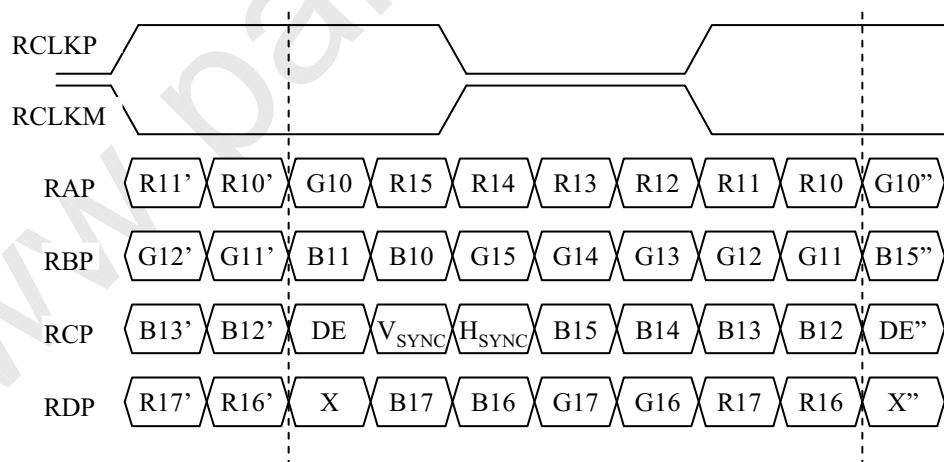 RCLKP
RCLKM
RAP R11’ R10’ G10 R15 R14 R13 R12 R11 R10 G10”
RBP G12’ G11’ B11 B10 G15 G14 G13 G12 G11 B15”
RCP B13’ B12’ DE VSYNC HSYNC B15 B14 B13 B12 DE”
RDP R17’ R16’ X B17 B16 G17 G16 R17 R16 X”